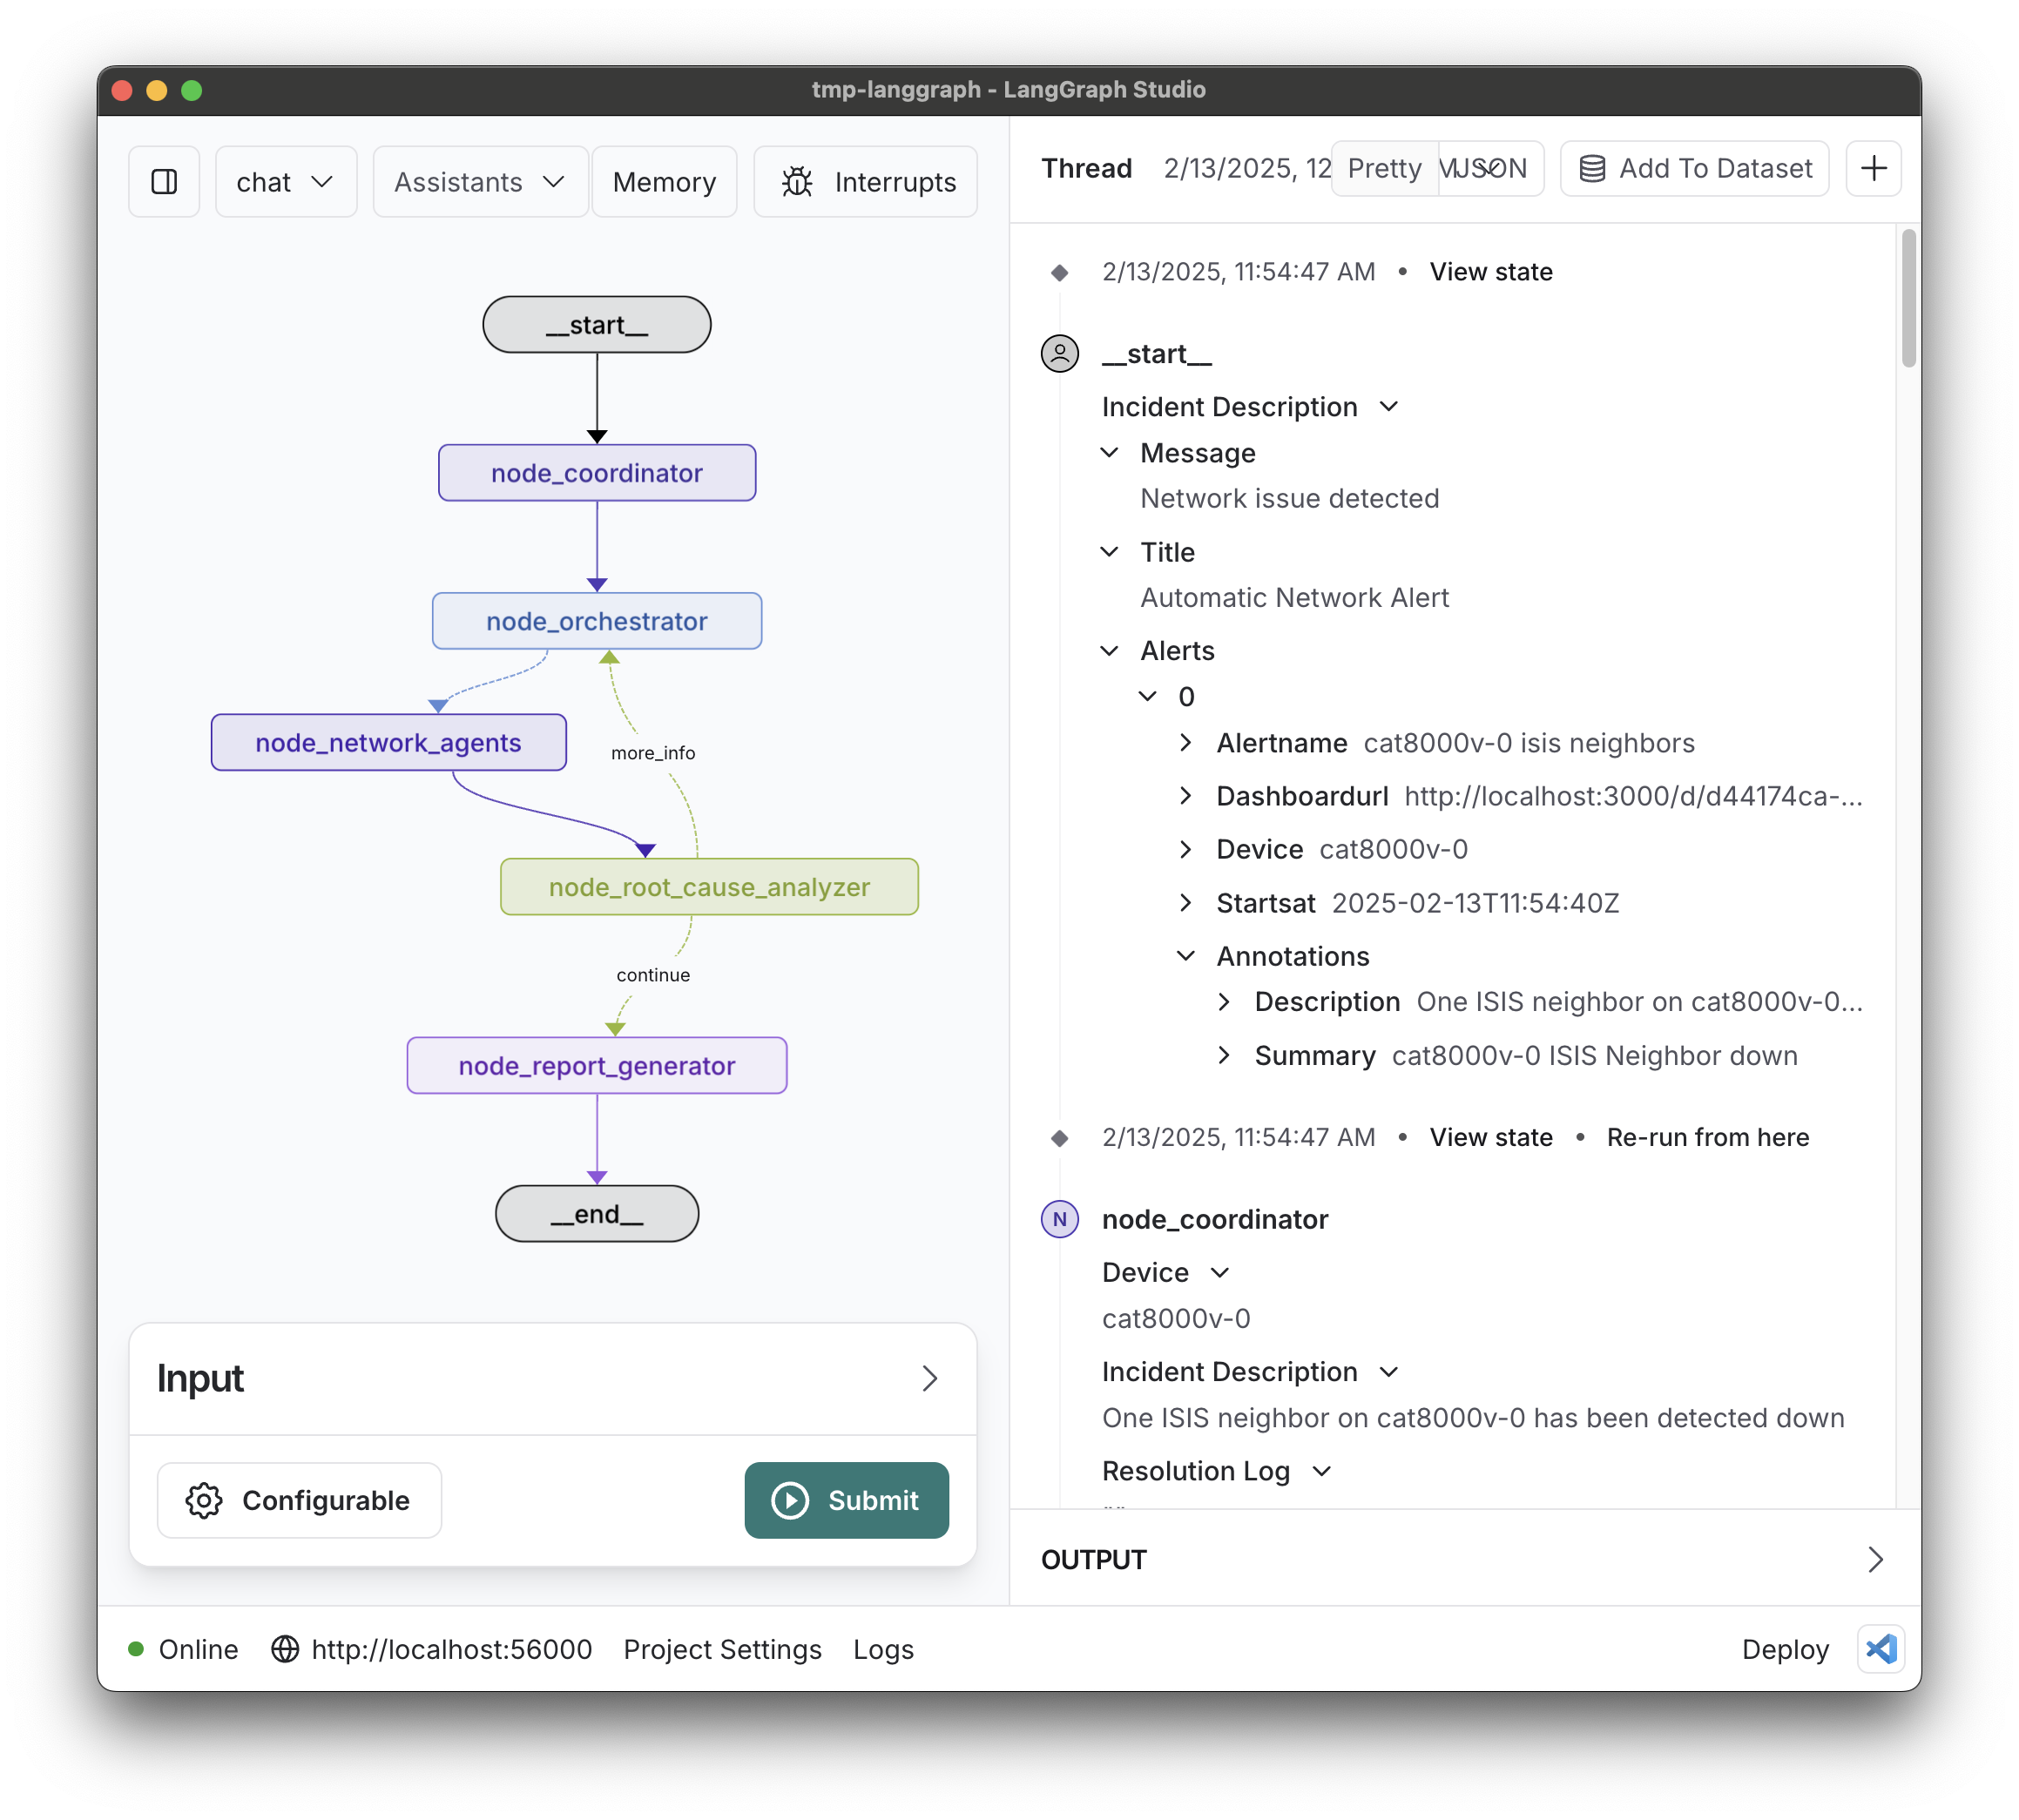 tmp-langgraph - LangGraph Studio
chat
Assistants
Memory
Interrupts
__start__
node_coordinator
node_orchestrator
node_network_agents
more_info
node_root_cause_analyzer
continue
node_report_generator
__end__
Input
Configurable
Submit
Thread 2/13/2025, 12
Pretty
JSON
Add To Dataset
2/13/2025, 11:54:47 AM • View state
__start__
Incident Description
Message
Network issue detected
Title
Automatic Network Alert
Alerts
0
Alertname cat8000v-0 isis neighbors
Dashboardurl http://localhost:3000/d/d44174ca-...
Device cat8000v-0
Startsat 2025-02-13T11:54:40Z
Annotations
Description One ISIS neighbor on cat8000v-0...
Summary cat8000v-0 ISIS Neighbor down
2/13/2025, 11:54:47 AM • View state • Re-run from here
N node_coordinator
Device
cat8000v-0
Incident Description
One ISIS neighbor on cat8000v-0 has been detected down
Resolution Log
OUTPUT
Online
http://localhost:56000
Project Settings
Logs
Deploy